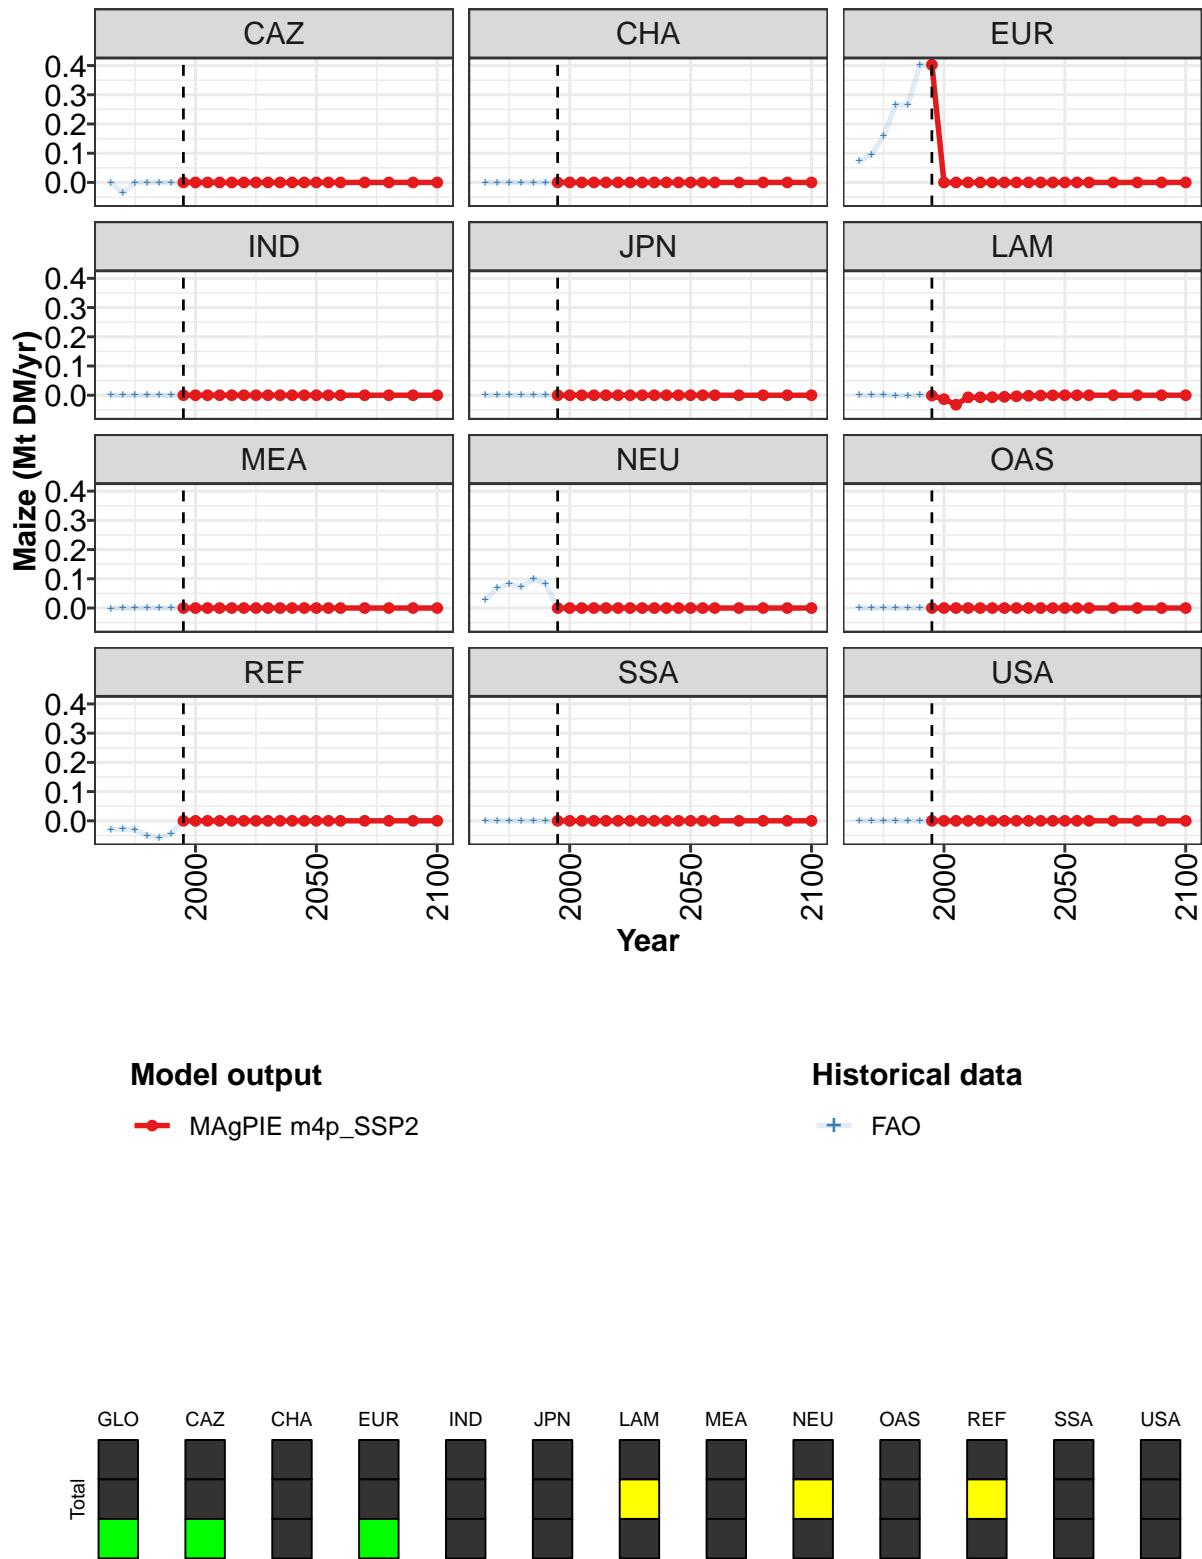 CAZ CHA EUR
0.4
0.3
0.2
0.1
0.0
IND JPN LAM
0.4
0.3
0.2
0.1
0.0
Maize (Mt DM/yr)
MEA NEU OAS
0.4
0.3
0.2
0.1
0.0
REF SSA USA
0.4
0.3
0.2
0.1
0.0
2000 2050 2100 2000 2050 2100 2000 2050 2100
Year
Model output Historical data
MAgPIE m4p_SSP2 FAO
GLO CAZ CHA EUR IND JPN LAM MEA NEU OAS REF SSA USA
Total